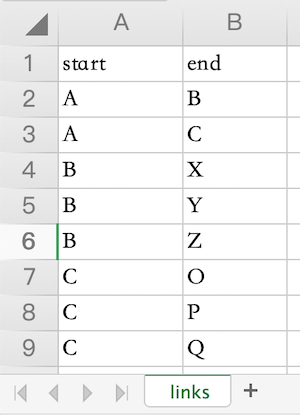 A B
1 start end
2 A B
3 A C
4 B X
5 B Y
6 B Z
7 C O
8 C P
9 C Q
links +